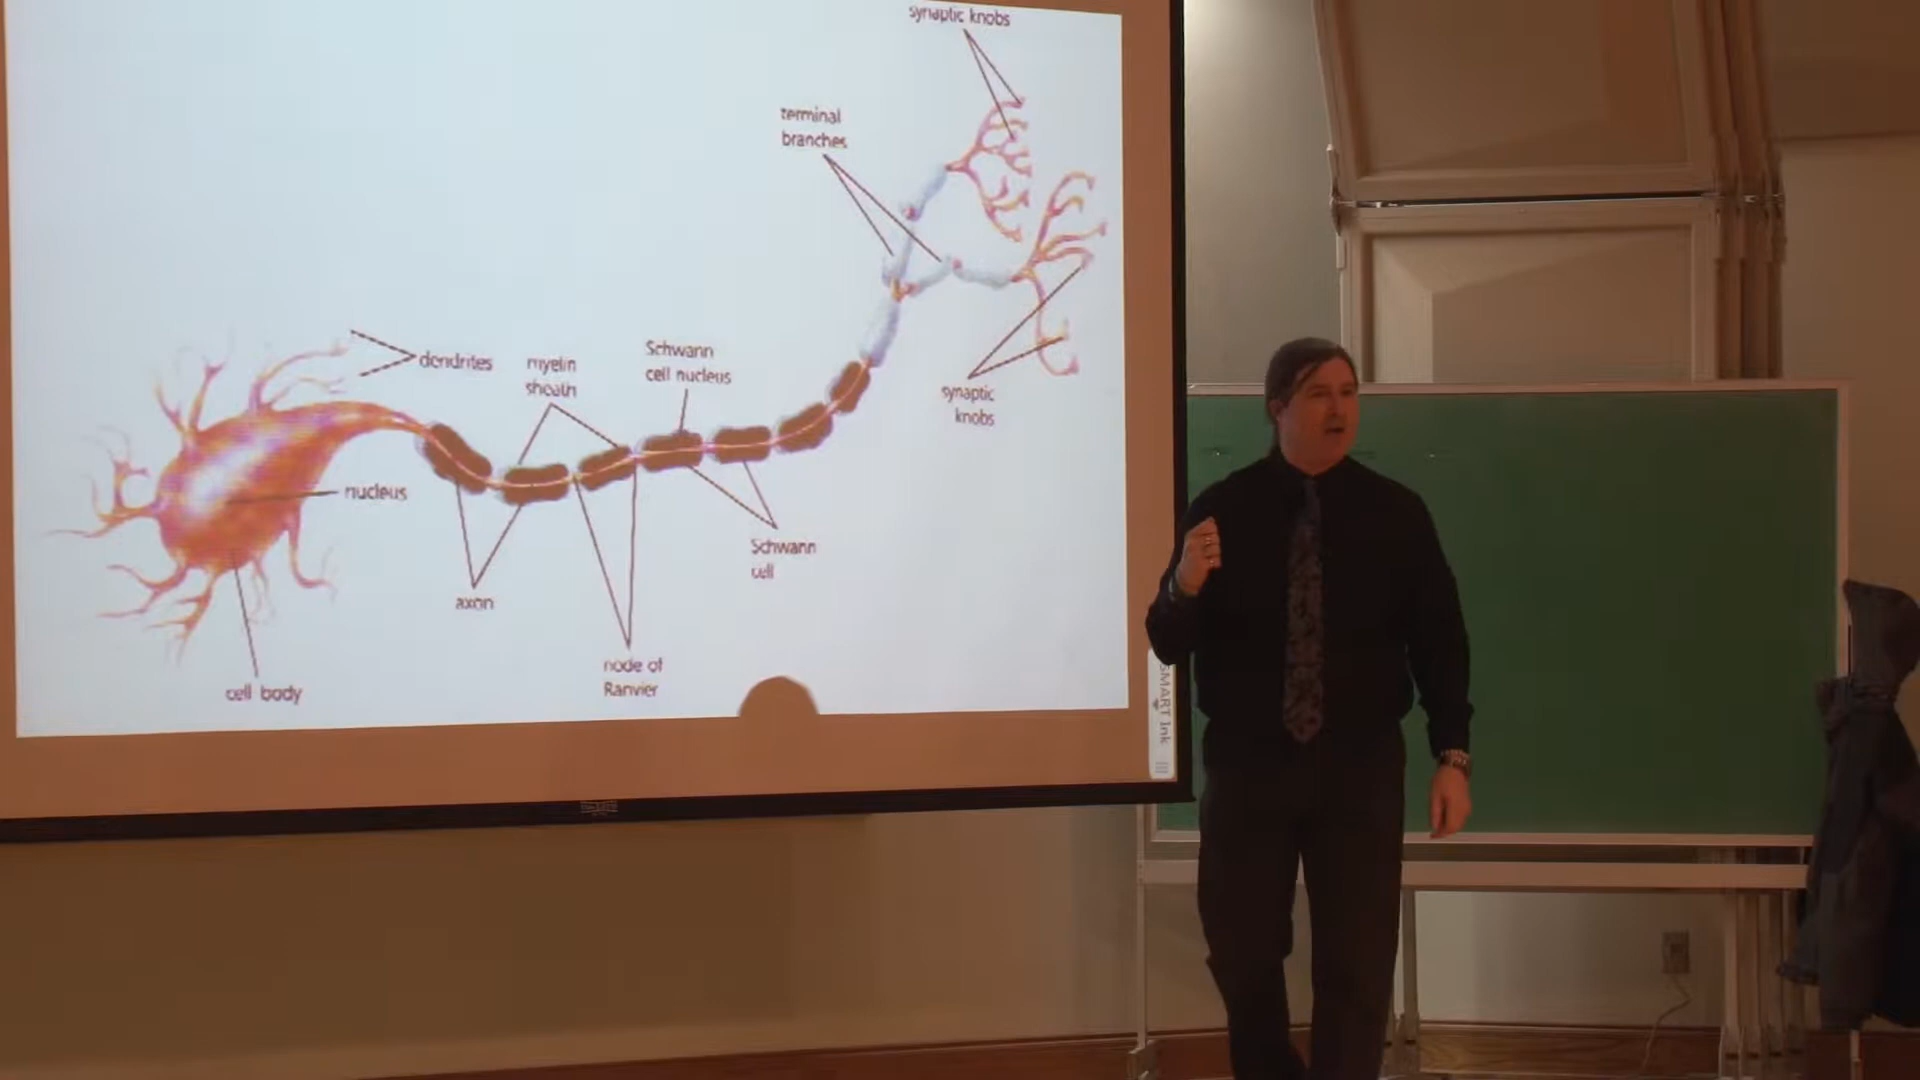 synaptic knobs
terminal
branches
dendrites
myelin
sheath
Schwann
cell nucleus
synaptic
knobs
nucleus
Schwann
cell
axon
node of
Ranvier
cell body
SMART Ink